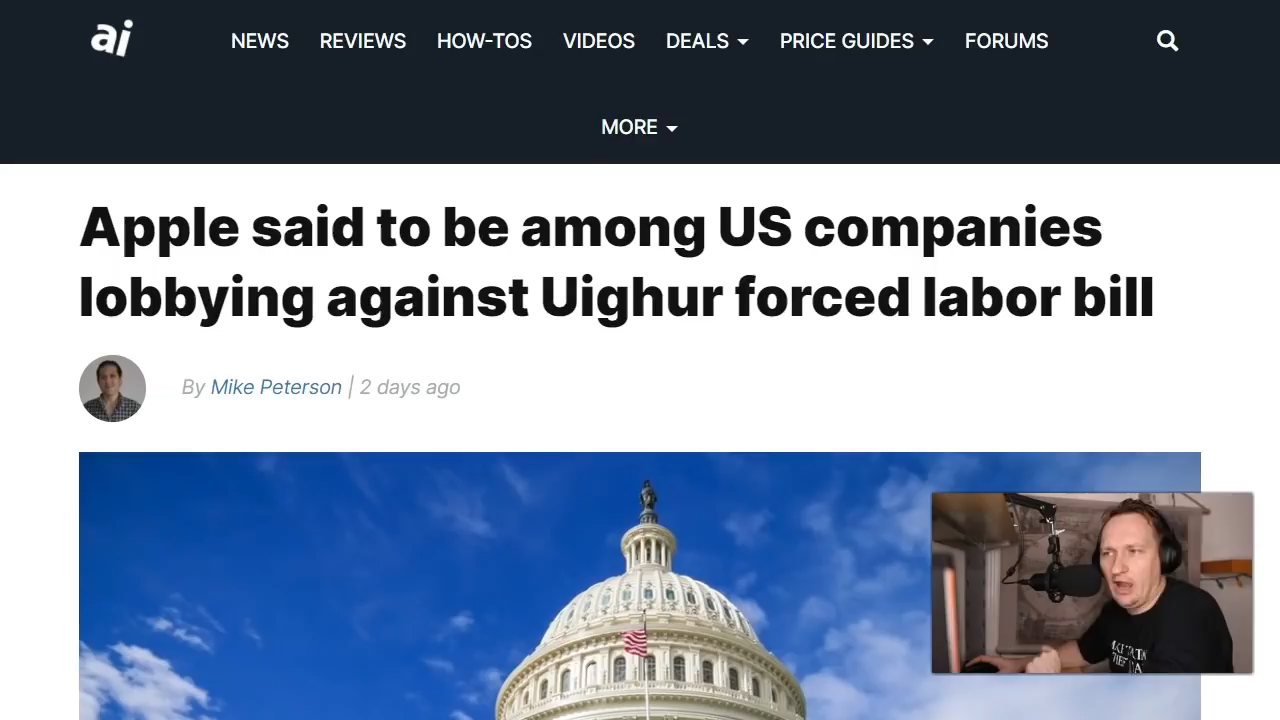 ai
NEWS REVIEWS HOW-TOS VIDEOS DEALS PRICE GUIDES FORUMS
MORE
Apple said to be among US companies
lobbying against Uighur forced labor bill
By Mike Peterson | 2 days ago